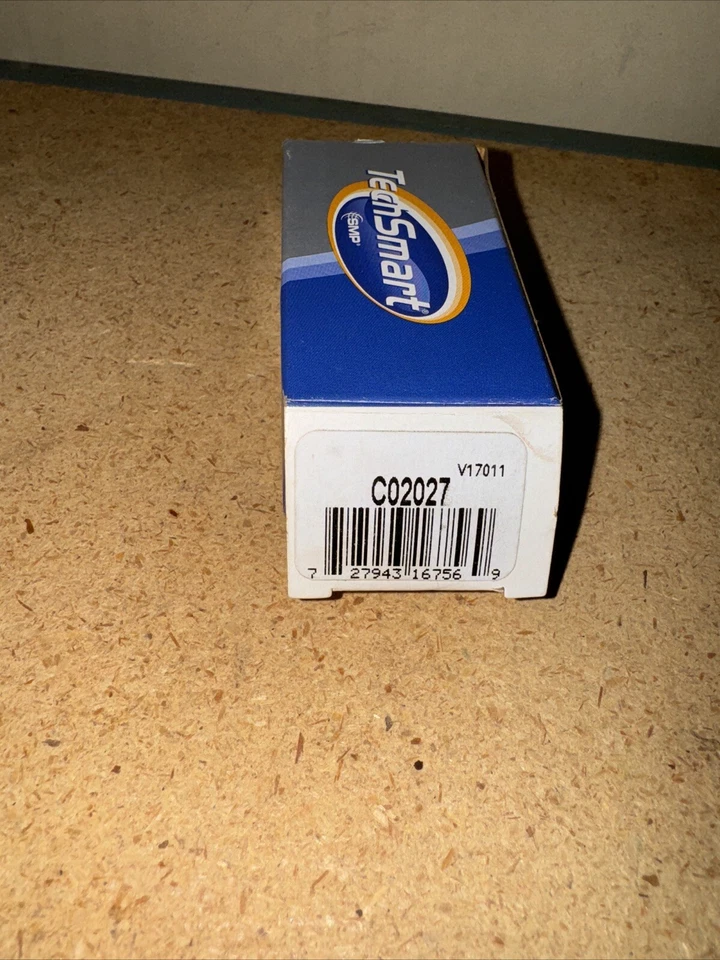 TechSmart®
SMP®
V17011
C02027
7 27943 16756 9